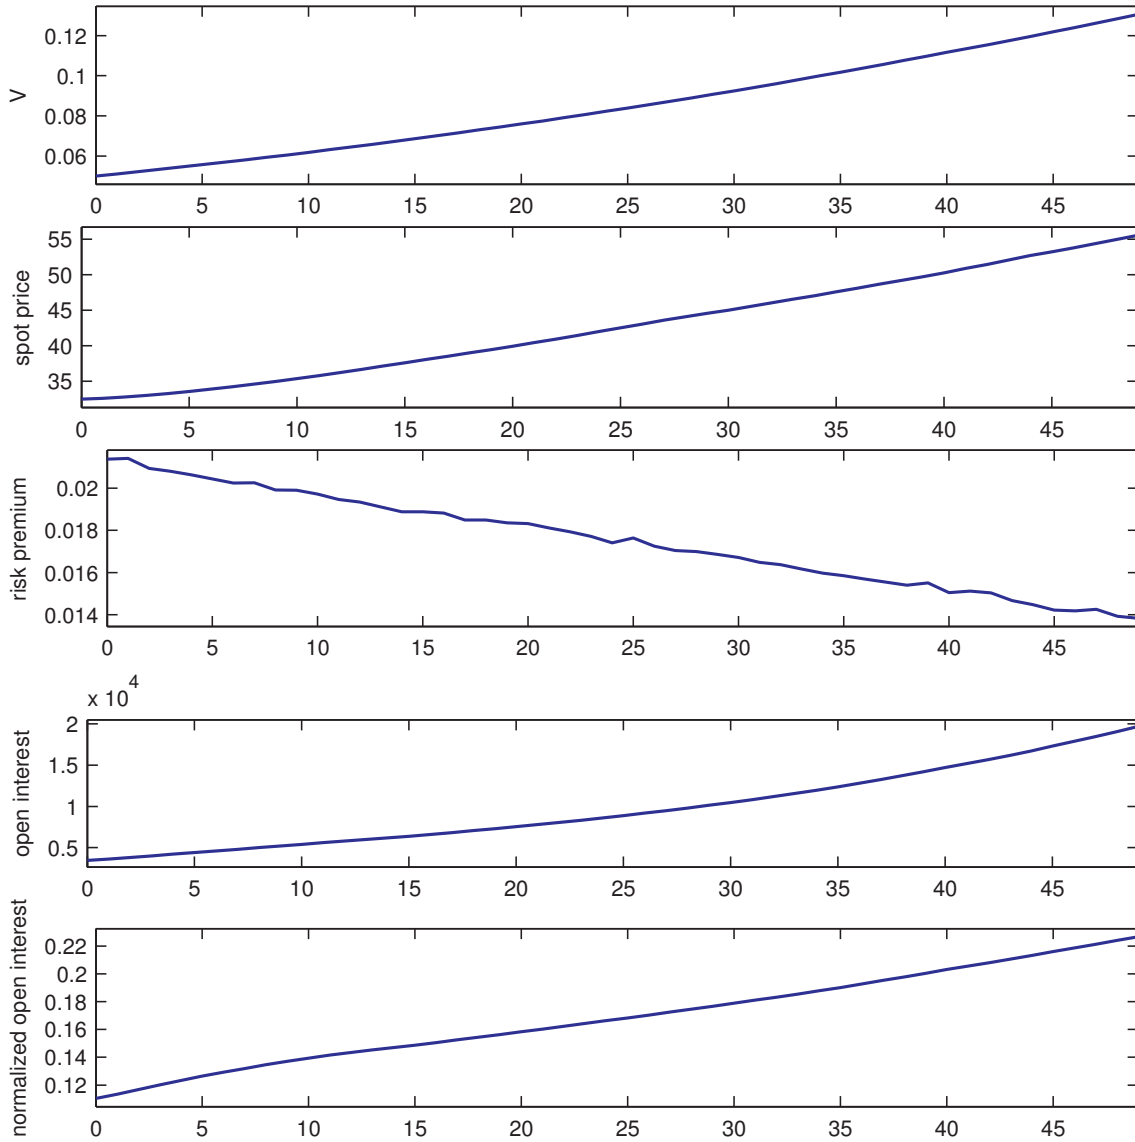 V
0.12
0.1
0.08
0.06
0 5 10 15 20 25 30 35 40 45
spot price
55
50
45
40
35
0 5 10 15 20 25 30 35 40 45
risk premium
0.02
0.018
0.016
0.014
0 5 10 15 20 25 30 35 40 45
x 10^4
open interest
2
1.5
1
0.5
0 5 10 15 20 25 30 35 40 45
normalized open interest
0.22
0.2
0.18
0.16
0.14
0.12
0 5 10 15 20 25 30 35 40 45